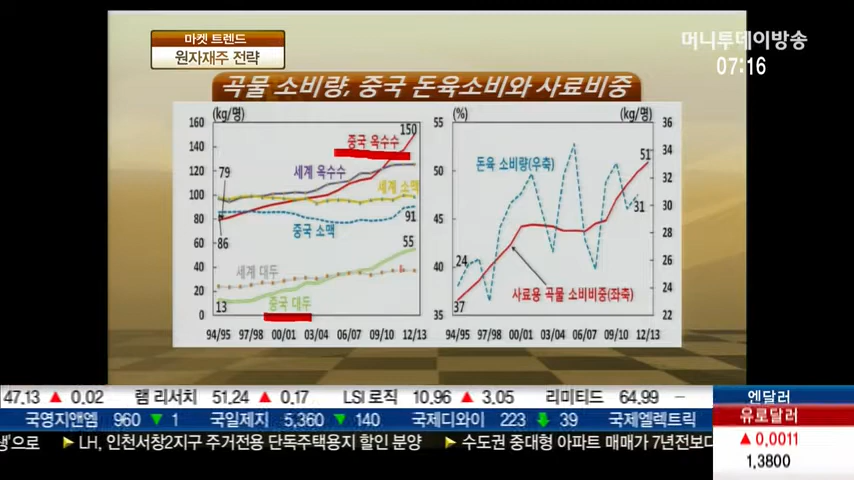 마켓 트렌드
원자재주 전략
머니투데이방송
07:16
곡물 소비량, 중국 돈육소비와 사료비중
(kg/명)
160
140
120
100
80
60
40
20
0
중국 옥수수
150
79
세계 옥수수
세계 소맥
86
중국 소맥
91
55
세계 대두
13
중국 대두
94/95 97/98 00/01 03/04 06/07 09/10 12/13
(%)
(kg/명)
55
50
45
40
35
36
34
32
30
28
26
24
22
돈육 소비량(우축)
51
31
24
37
사료용 곡물 소비비중(좌축)
94/95 97/98 00/01 03/04 06/07 09/10 12/13
47.13 ▲ 0.02 램 리서치 51.24 ▲ 0.17 LSI 로직 10.96 ▲ 3.05 리미티드 64.99 −
국영지앤엠 960 ▼ 1 국일제지 5,360 ▼ 140 국제디와이 223 ⬇ 39 국제엘렉트릭
'으로 ▶ LH, 인천서창2지구 주거전용 단독주택용지 할인 분양 ▶ 수도권 중대형 아파트 매매가 7년전보다
엔달러
유로달러
▲ 0.0011
1.3800